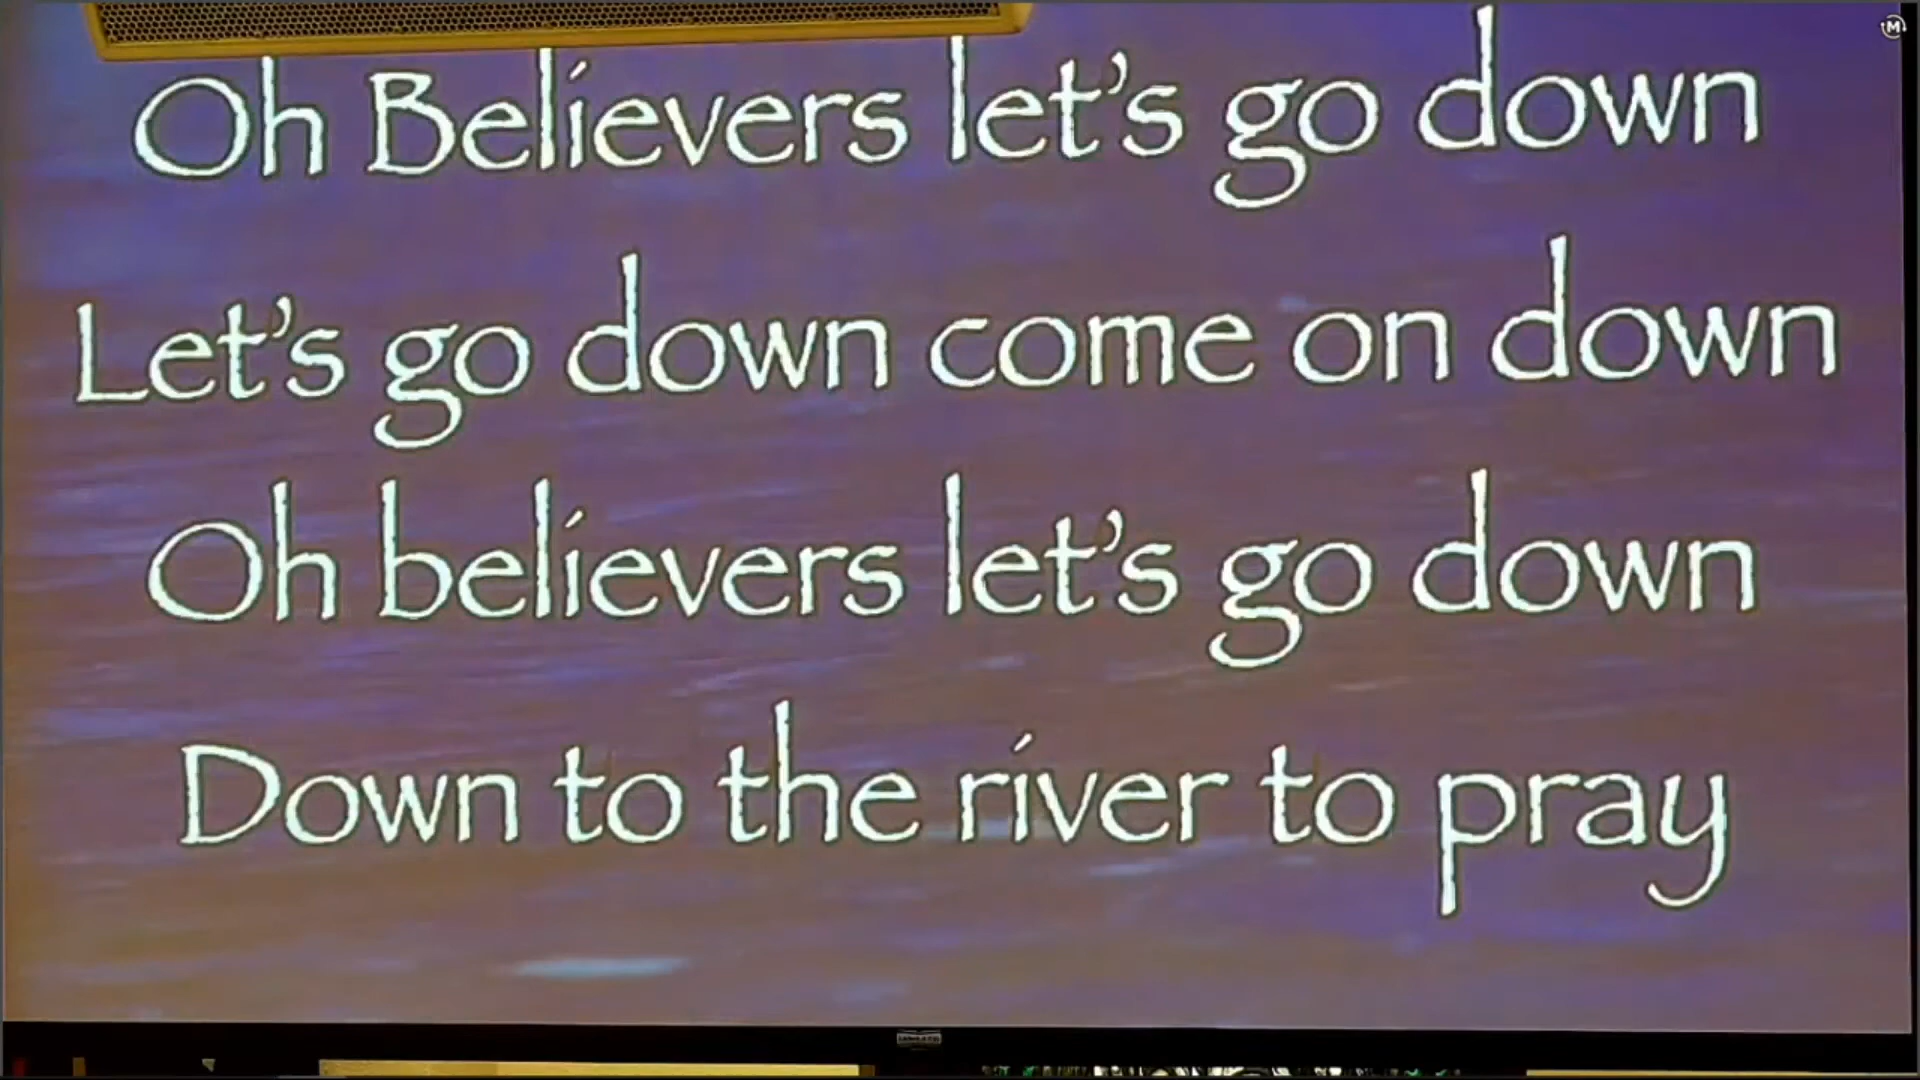 Oh Believers let's go down
Let's go down come on down
Oh believers let's go down
Down to the river to pray